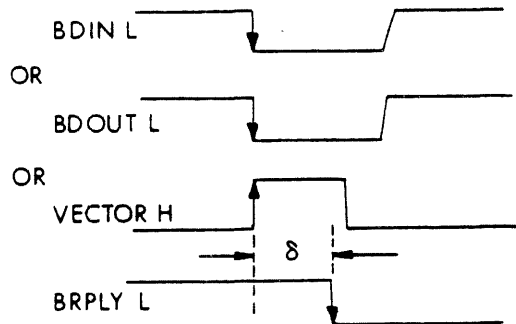 BDIN L
OR
BDOUT L
OR
VECTOR H
δ
BRPLY L